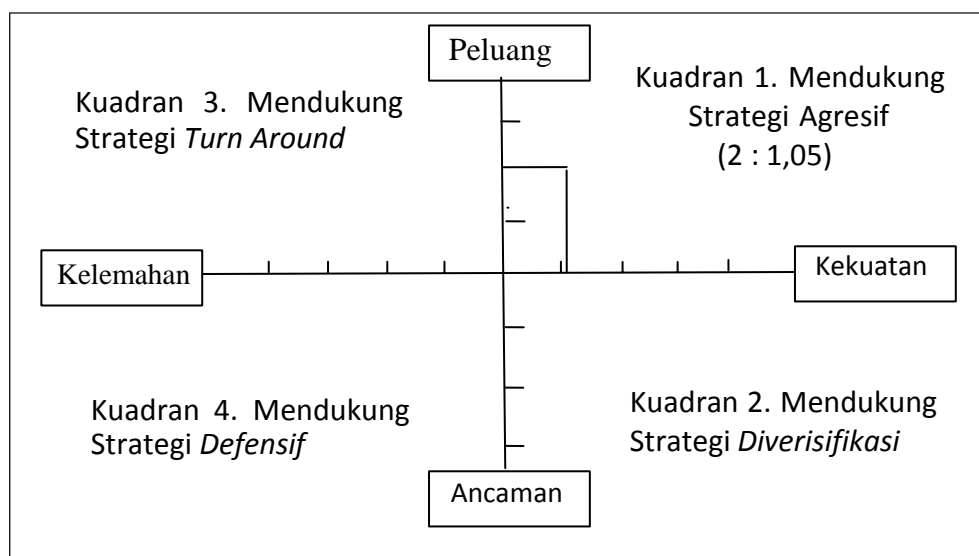 Peluang
Kuadran 3. Mendukung
Strategi Turn Around
Kuadran 1. Mendukung
Strategi Agresif
(2 : 1,05)
Kelemahan
Kekuatan
Kuadran 4. Mendukung
Strategi Defensif
Kuadran 2. Mendukung
Strategi Diverisifikasi
Ancaman